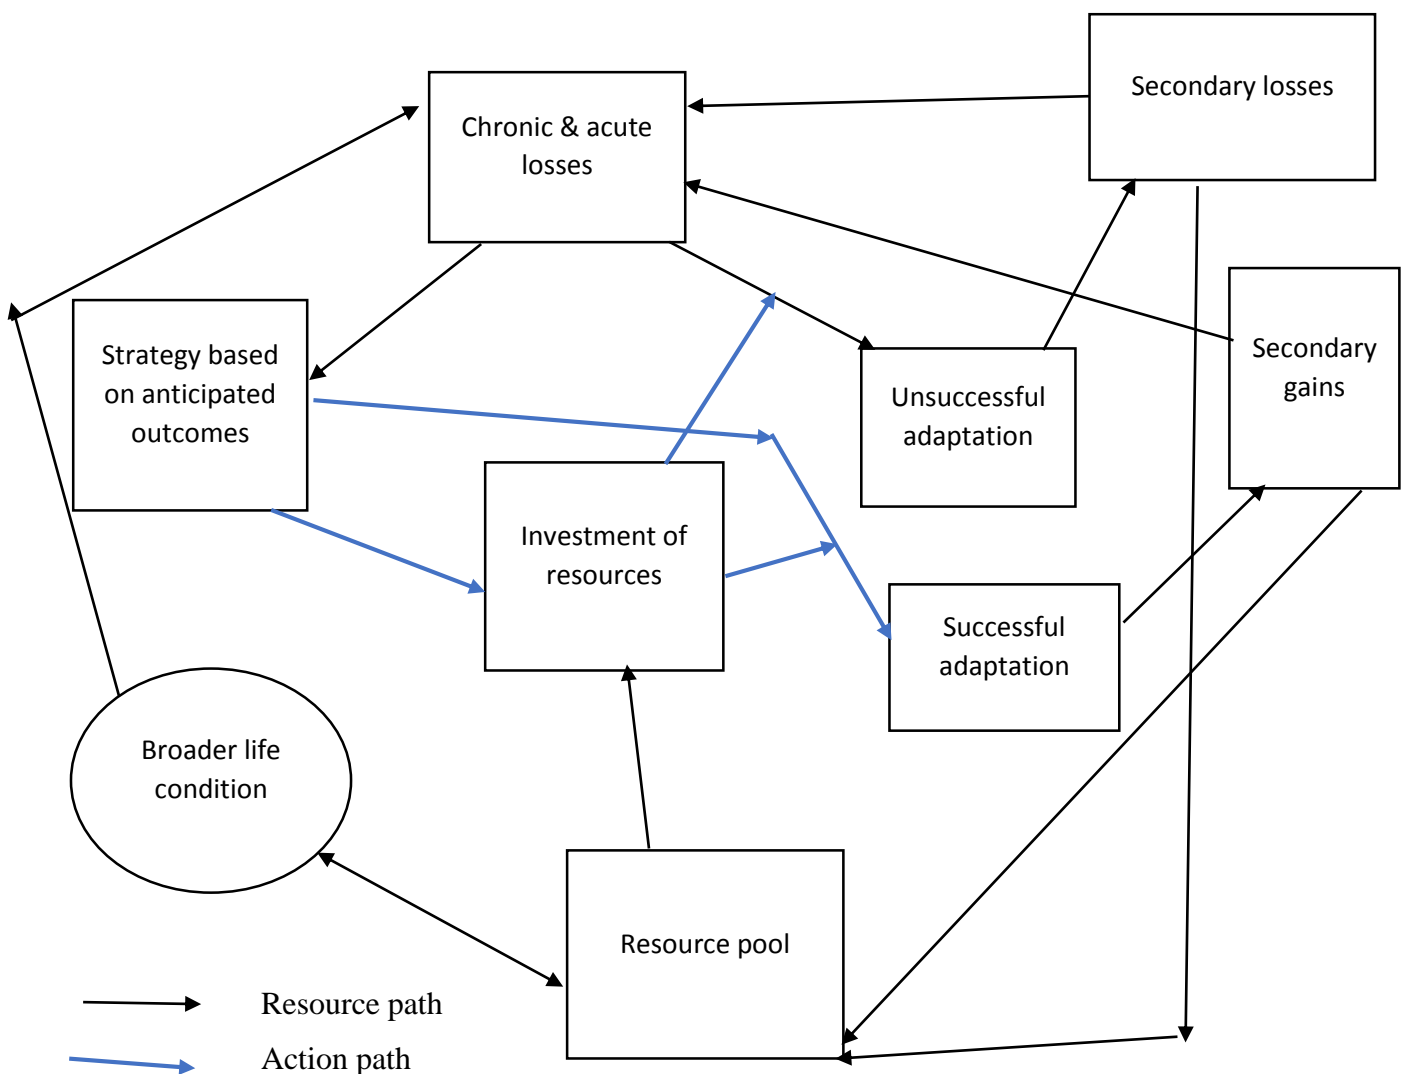 Secondary losses
Chronic & acute
losses
Strategy based
on anticipated
outcomes
Unsuccessful
adaptation
Secondary
gains
Investment of
resources
Successful
adaptation
Broader life
condition
Resource pool
Resource path
Action path